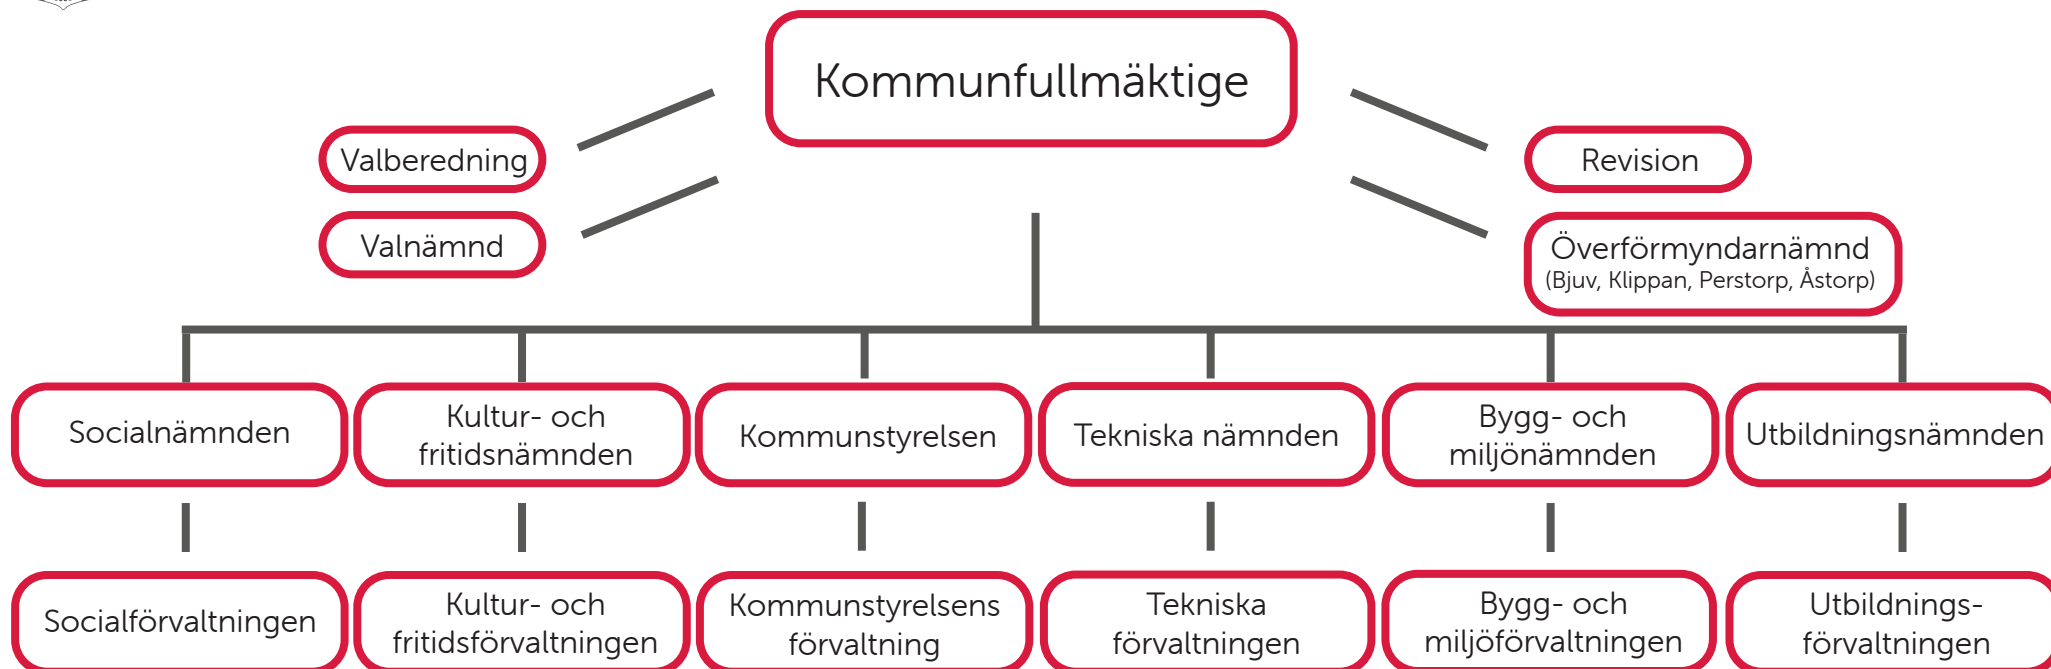 Kommunfullmäktige
Valberedning
Revision
Valnämnd
Överförmyndarnämnd
(Bjuv, Klippan, Perstorp, Åstorp)
Socialnämnden
Kultur- och
fritidsnämnden
Kommunstyrelsen
Tekniska nämnden
Bygg- och
miljönämnden
Utbildningsnämnden
Socialförvaltningen
Kultur- och
fritidsförvaltningen
Kommunstyrelsens
förvaltning
Tekniska
förvaltningen
Bygg- och
miljöförvaltningen
Utbildnings-
förvaltningen